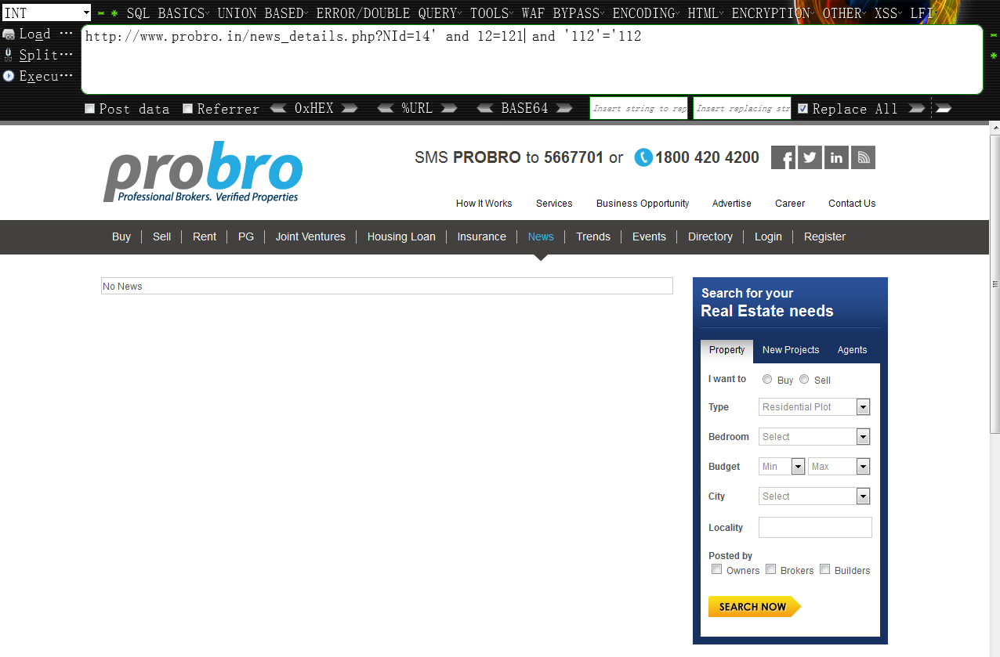 INT SQL BASICS UNION BASED ERROR/DOUBLE QUERY TOOLS WAF BYPASS ENCODING HTML ENCRYPTION OTHER XSS LFI
Load ...
http://www.probro.in/news_details.php?NId=14' and 12=121 and '112'='112
Split...
Execu...
Post data Referrer 0xHEX %URL BASE64 Insert string to rep Insert replacing str Replace All
probro
Professional Brokers. Verified Properties
SMS PROBRO to 5667701 or 1800 420 4200
How It Works Services Business Opportunity Advertise Career Contact Us
Buy Sell Rent PG Joint Ventures Housing Loan Insurance News Trends Events Directory Login Register
No News
Search for your
Real Estate needs
Property New Projects Agents
I want to Buy Sell
Type Residential Plot
Bedroom Select
Budget Min Max
City Select
Locality
Posted by
Owners Brokers Builders
SEARCH NOW